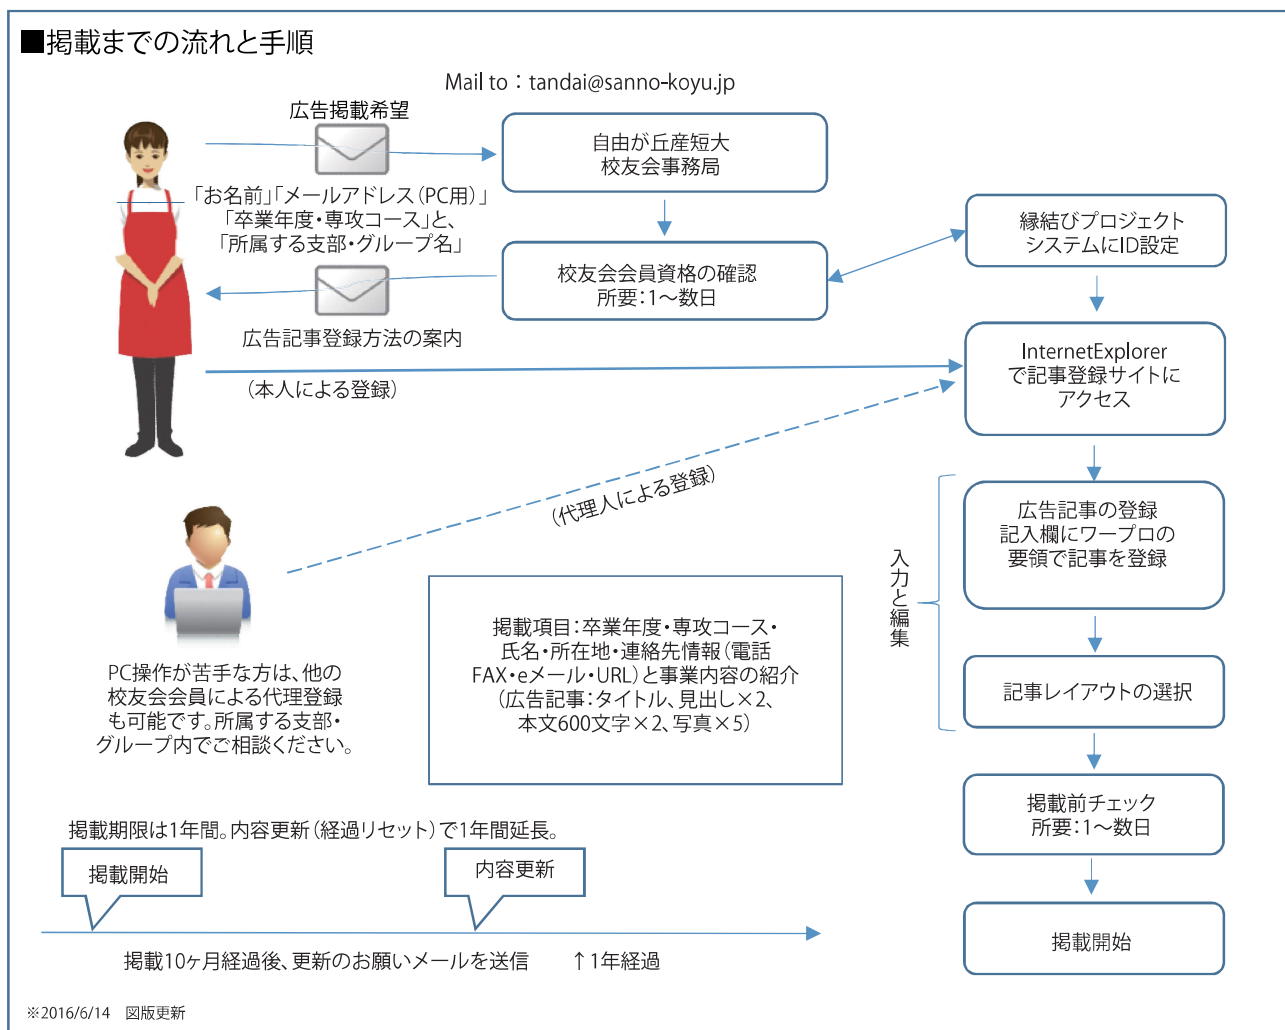 ■掲載までの流れと手順
Mail to：tandai@sanno-koyu.jp
広告掲載希望
自由が丘産短大
校友会事務局
「お名前」「メールアドレス（PC用）」
「卒業年度・専攻コース」と、
「所属する支部・グループ名」
校友会会員資格の確認
所要：1〜数日
縁結びプロジェクト
システムにID設定
広告記事登録方法の案内
（本人による登録）
InternetExplorer
で記事登録サイトに
アクセス
（代理人による登録）
入力と編集
広告記事の登録
記入欄にワープロの
要領で記事を登録
記事レイアウトの選択
PC操作が苦手な方は、他の
校友会会員による代理登録
も可能です。所属する支部・
グループ内でご相談ください。
掲載項目：卒業年度・専攻コース・
氏名・所在地・連絡先情報（電話
FAX・eメール・URL）と事業内容の紹介
（広告記事：タイトル、見出し×2、
本文600文字×2、写真×5）
掲載前チェック
所要：1〜数日
掲載開始
掲載期限は1年間。内容更新（経過リセット）で1年間延長。
掲載開始
内容更新
掲載10ヶ月経過後、更新のお願いメールを送信　↑1年経過
※2016/6/14　図版更新